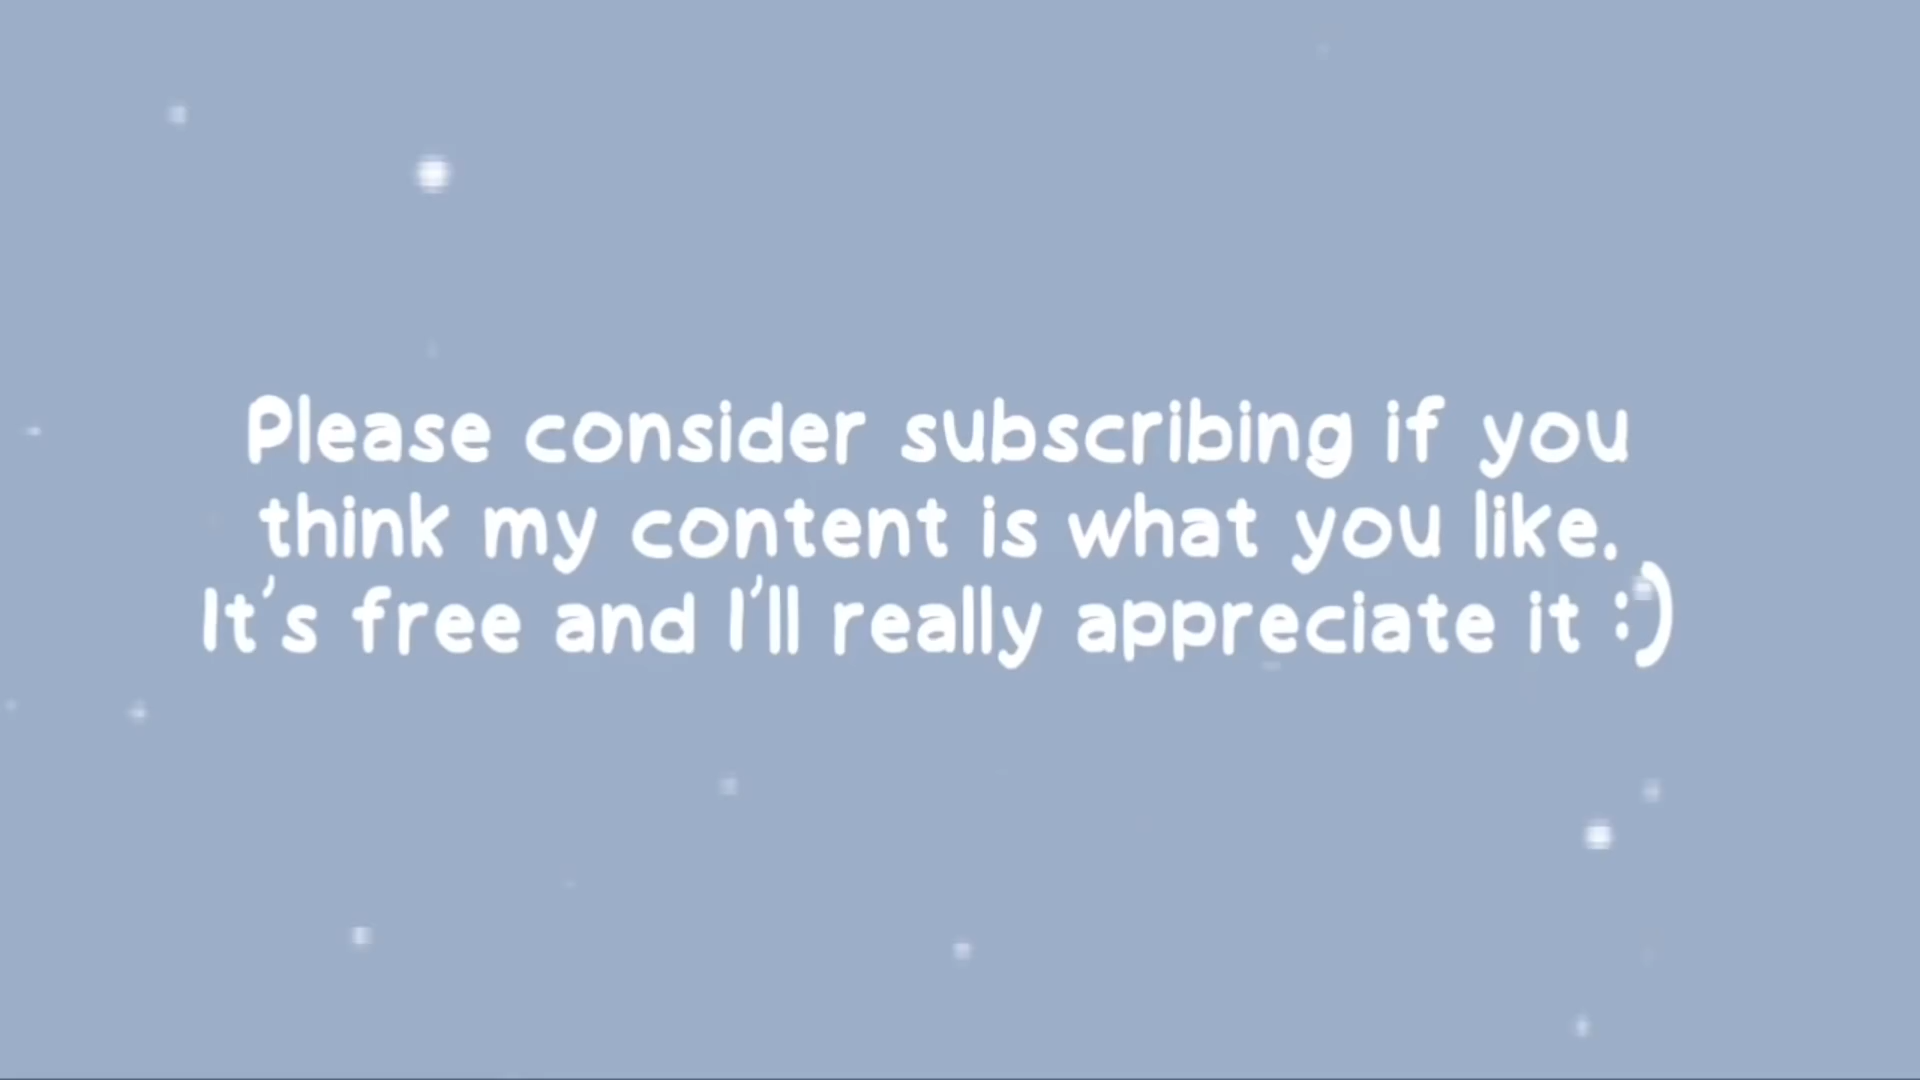 Please consider subscribing if you
think my content is what you like.
It's free and I'll really appreciate it :)